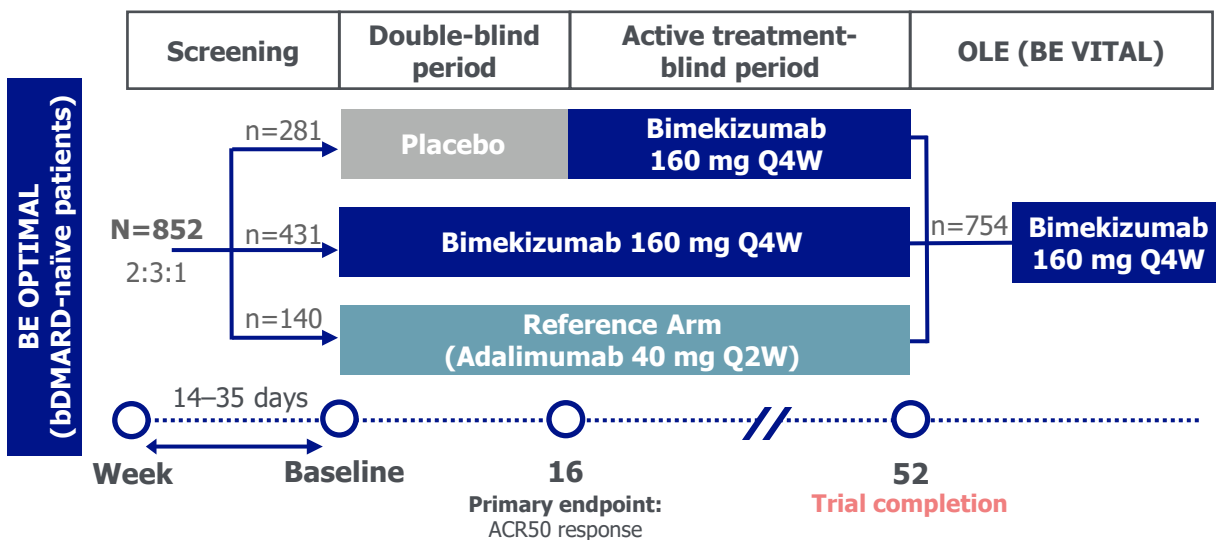 Screening
Double-blind
period
Active treatment-
blind period
OLE (BE VITAL)
BE OPTIMAL
(bDMARD-naïve patients)
N=852
2:3:1
n=281
Placebo
Bimekizumab
160 mg Q4W
n=431
Bimekizumab 160 mg Q4W
n=140
Reference Arm
(Adalimumab 40 mg Q2W)
n=754
Bimekizumab
160 mg Q4W
14–35 days
Week
Baseline
16
52
Primary endpoint:
ACR50 response
Trial completion